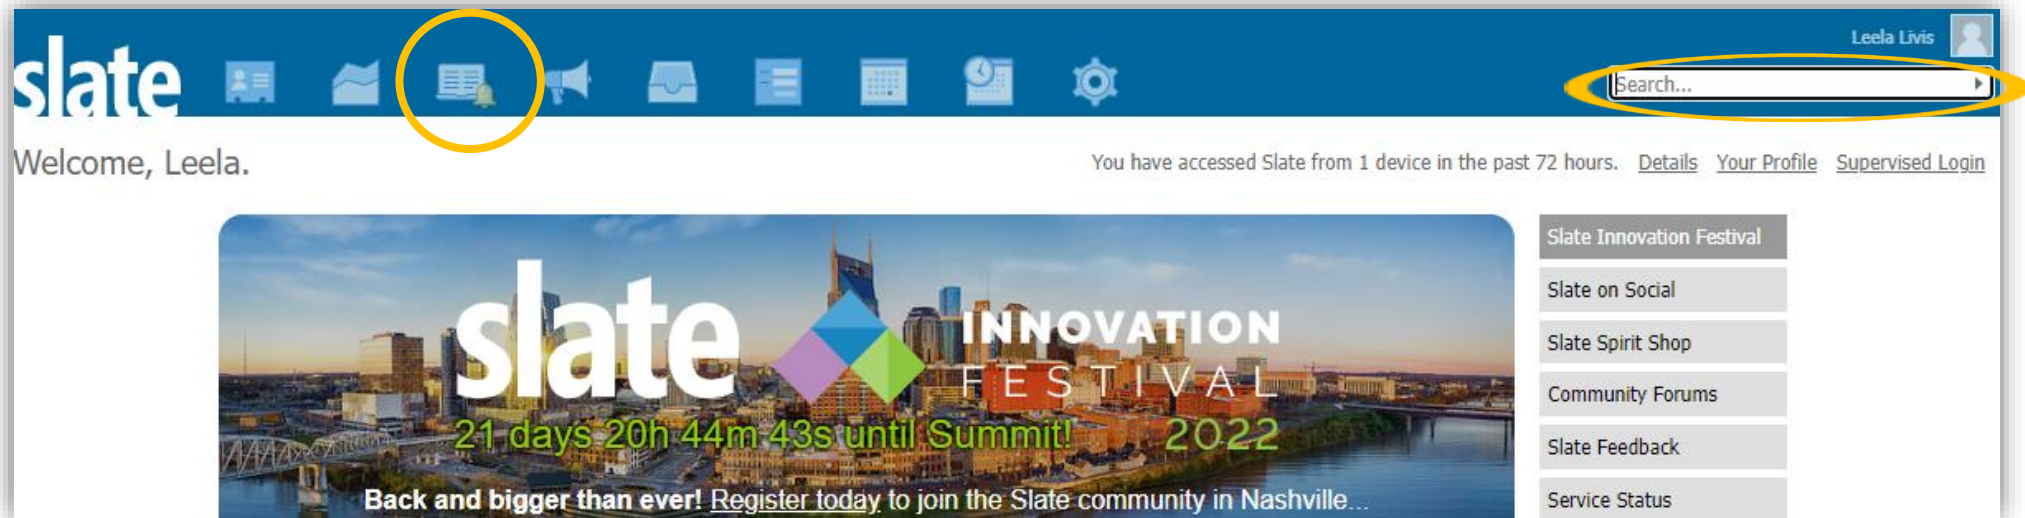 Leela Livis
slate
Search...
Welcome, Leela.
You have accessed Slate from 1 device in the past 72 hours. Details Your Profile Supervised Login
slate INNOVATION
FESTIVAL
21 days 20h 44m 43s until Summit! 2022
Back and bigger than ever! Register today to join the Slate community in Nashville...
Slate Innovation Festival
Slate on Social
Slate Spirit Shop
Community Forums
Slate Feedback
Service Status